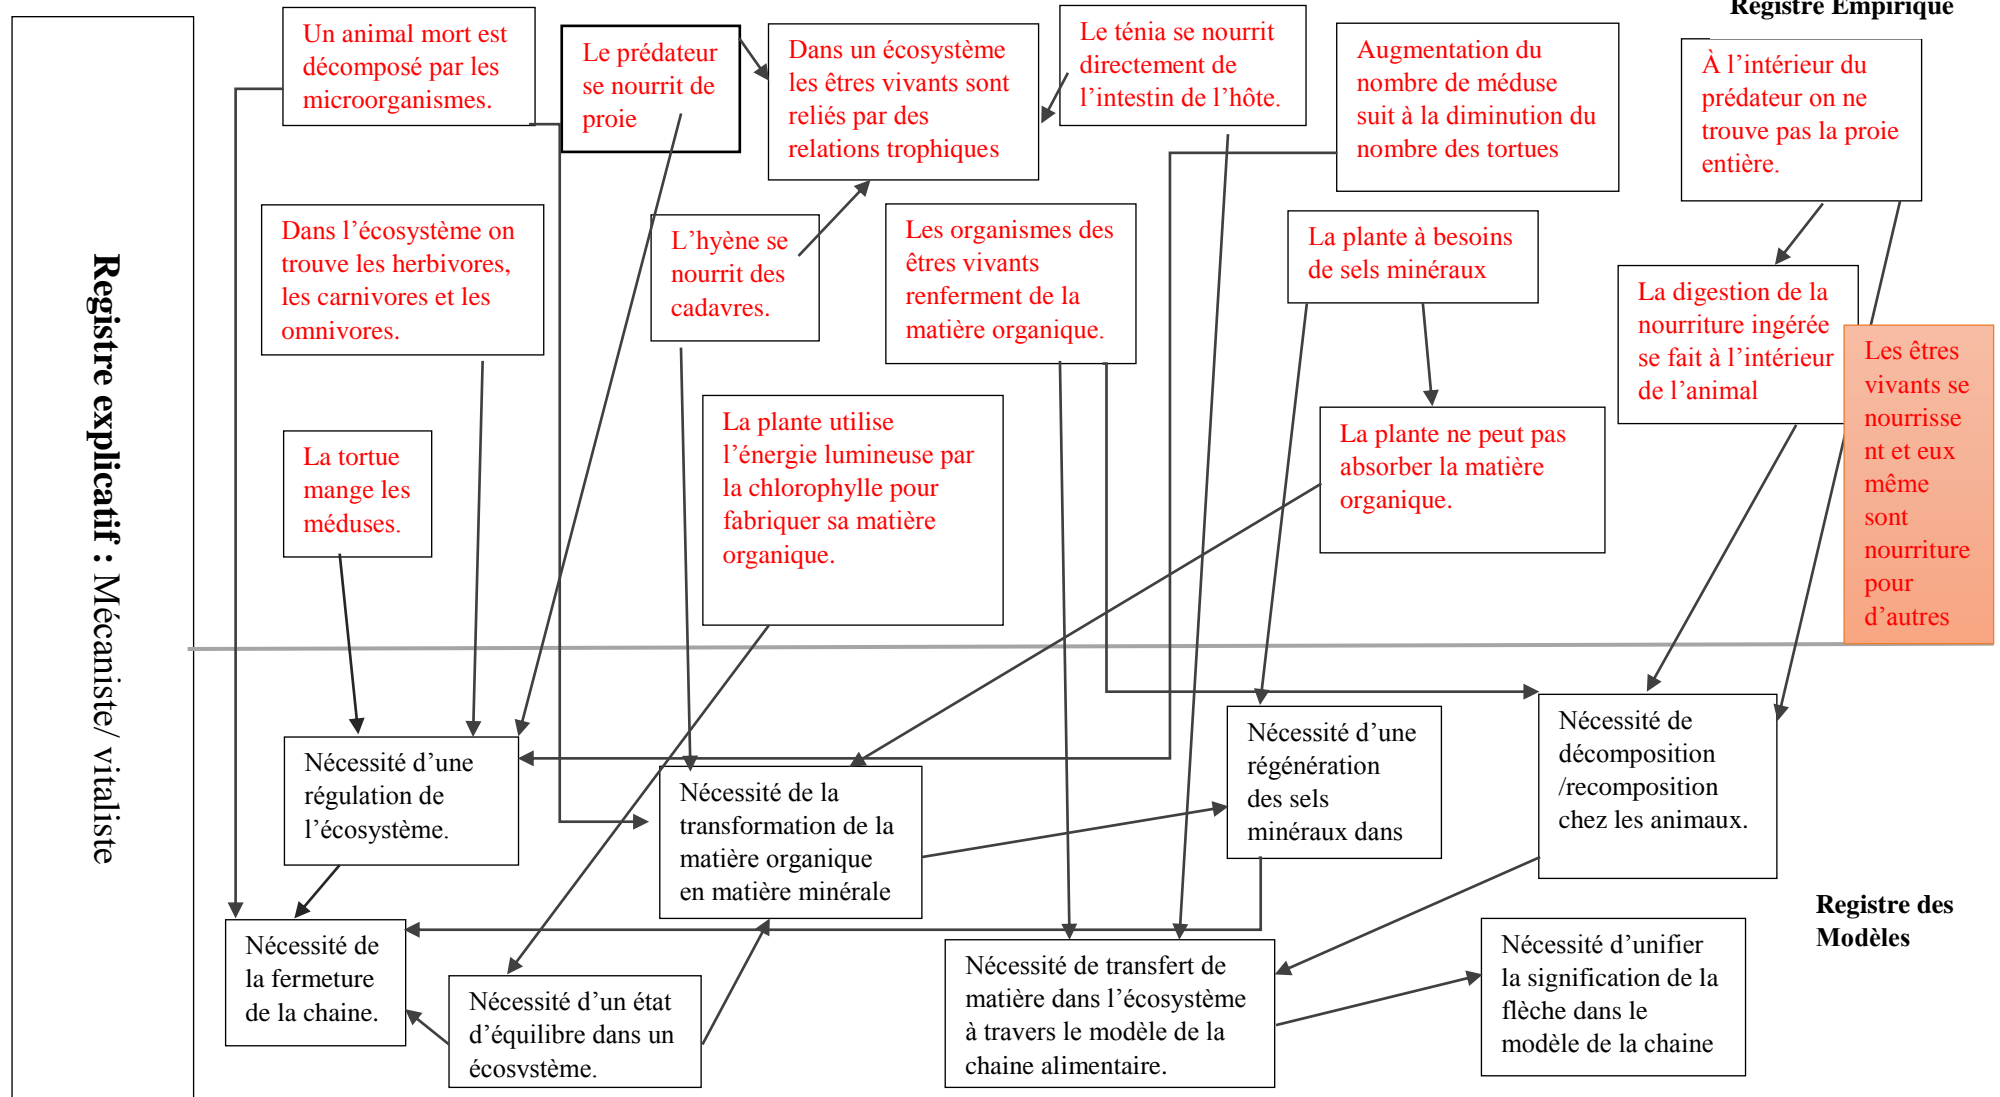 Registre Empirique
Un animal mort est
décomposé par les
microorganismes.
Le prédateur
se nourrit de
proie
Dans un écosystème
les êtres vivants sont
reliés par des
relations trophiques
Le ténia se nourrit
directement de
l’intestin de l’hôte.
Augmentation du
nombre de méduse
suit à la diminution du
nombre des tortues
À l’intérieur du
prédateur on ne
trouve pas la proie
entière.
Dans l’écosystème on
trouve les herbivores,
les carnivores et les
omnivores.
L’hyène se
nourrit des
cadavres.
Les organismes des
êtres vivants
renferment de la
matière organique.
La plante à besoins
de sels minéraux
La digestion de la
nourriture ingérée
se fait à l’intérieur
de l’animal
Les êtres
vivants se
nourrisse
nt et eux
même
sont
nourriture
pour
d’autres
La tortue
mange les
méduses.
La plante utilise
l’énergie lumineuse par
la chlorophylle pour
fabriquer sa matière
organique.
La plante ne peut pas
absorber la matière
organique.
Registre explicatif : Mécaniste/ vitaliste
Nécessité d’une
régulation de
l’écosystème.
Nécessité de la
transformation de la
matière organique
en matière minérale
Nécessité d’une
régénération
des sels
minéraux dans
Nécessité de
décomposition
/recomposition
chez les animaux.
Registre des
Modèles
Nécessité de
la fermeture
de la chaine.
Nécessité d’un état
d’équilibre dans un
écosystème.
Nécessité de transfert de
matière dans l’écosystème
à travers le modèle de la
chaine alimentaire.
Nécessité d’unifier
la signification de la
flèche dans le
modèle de la chaine